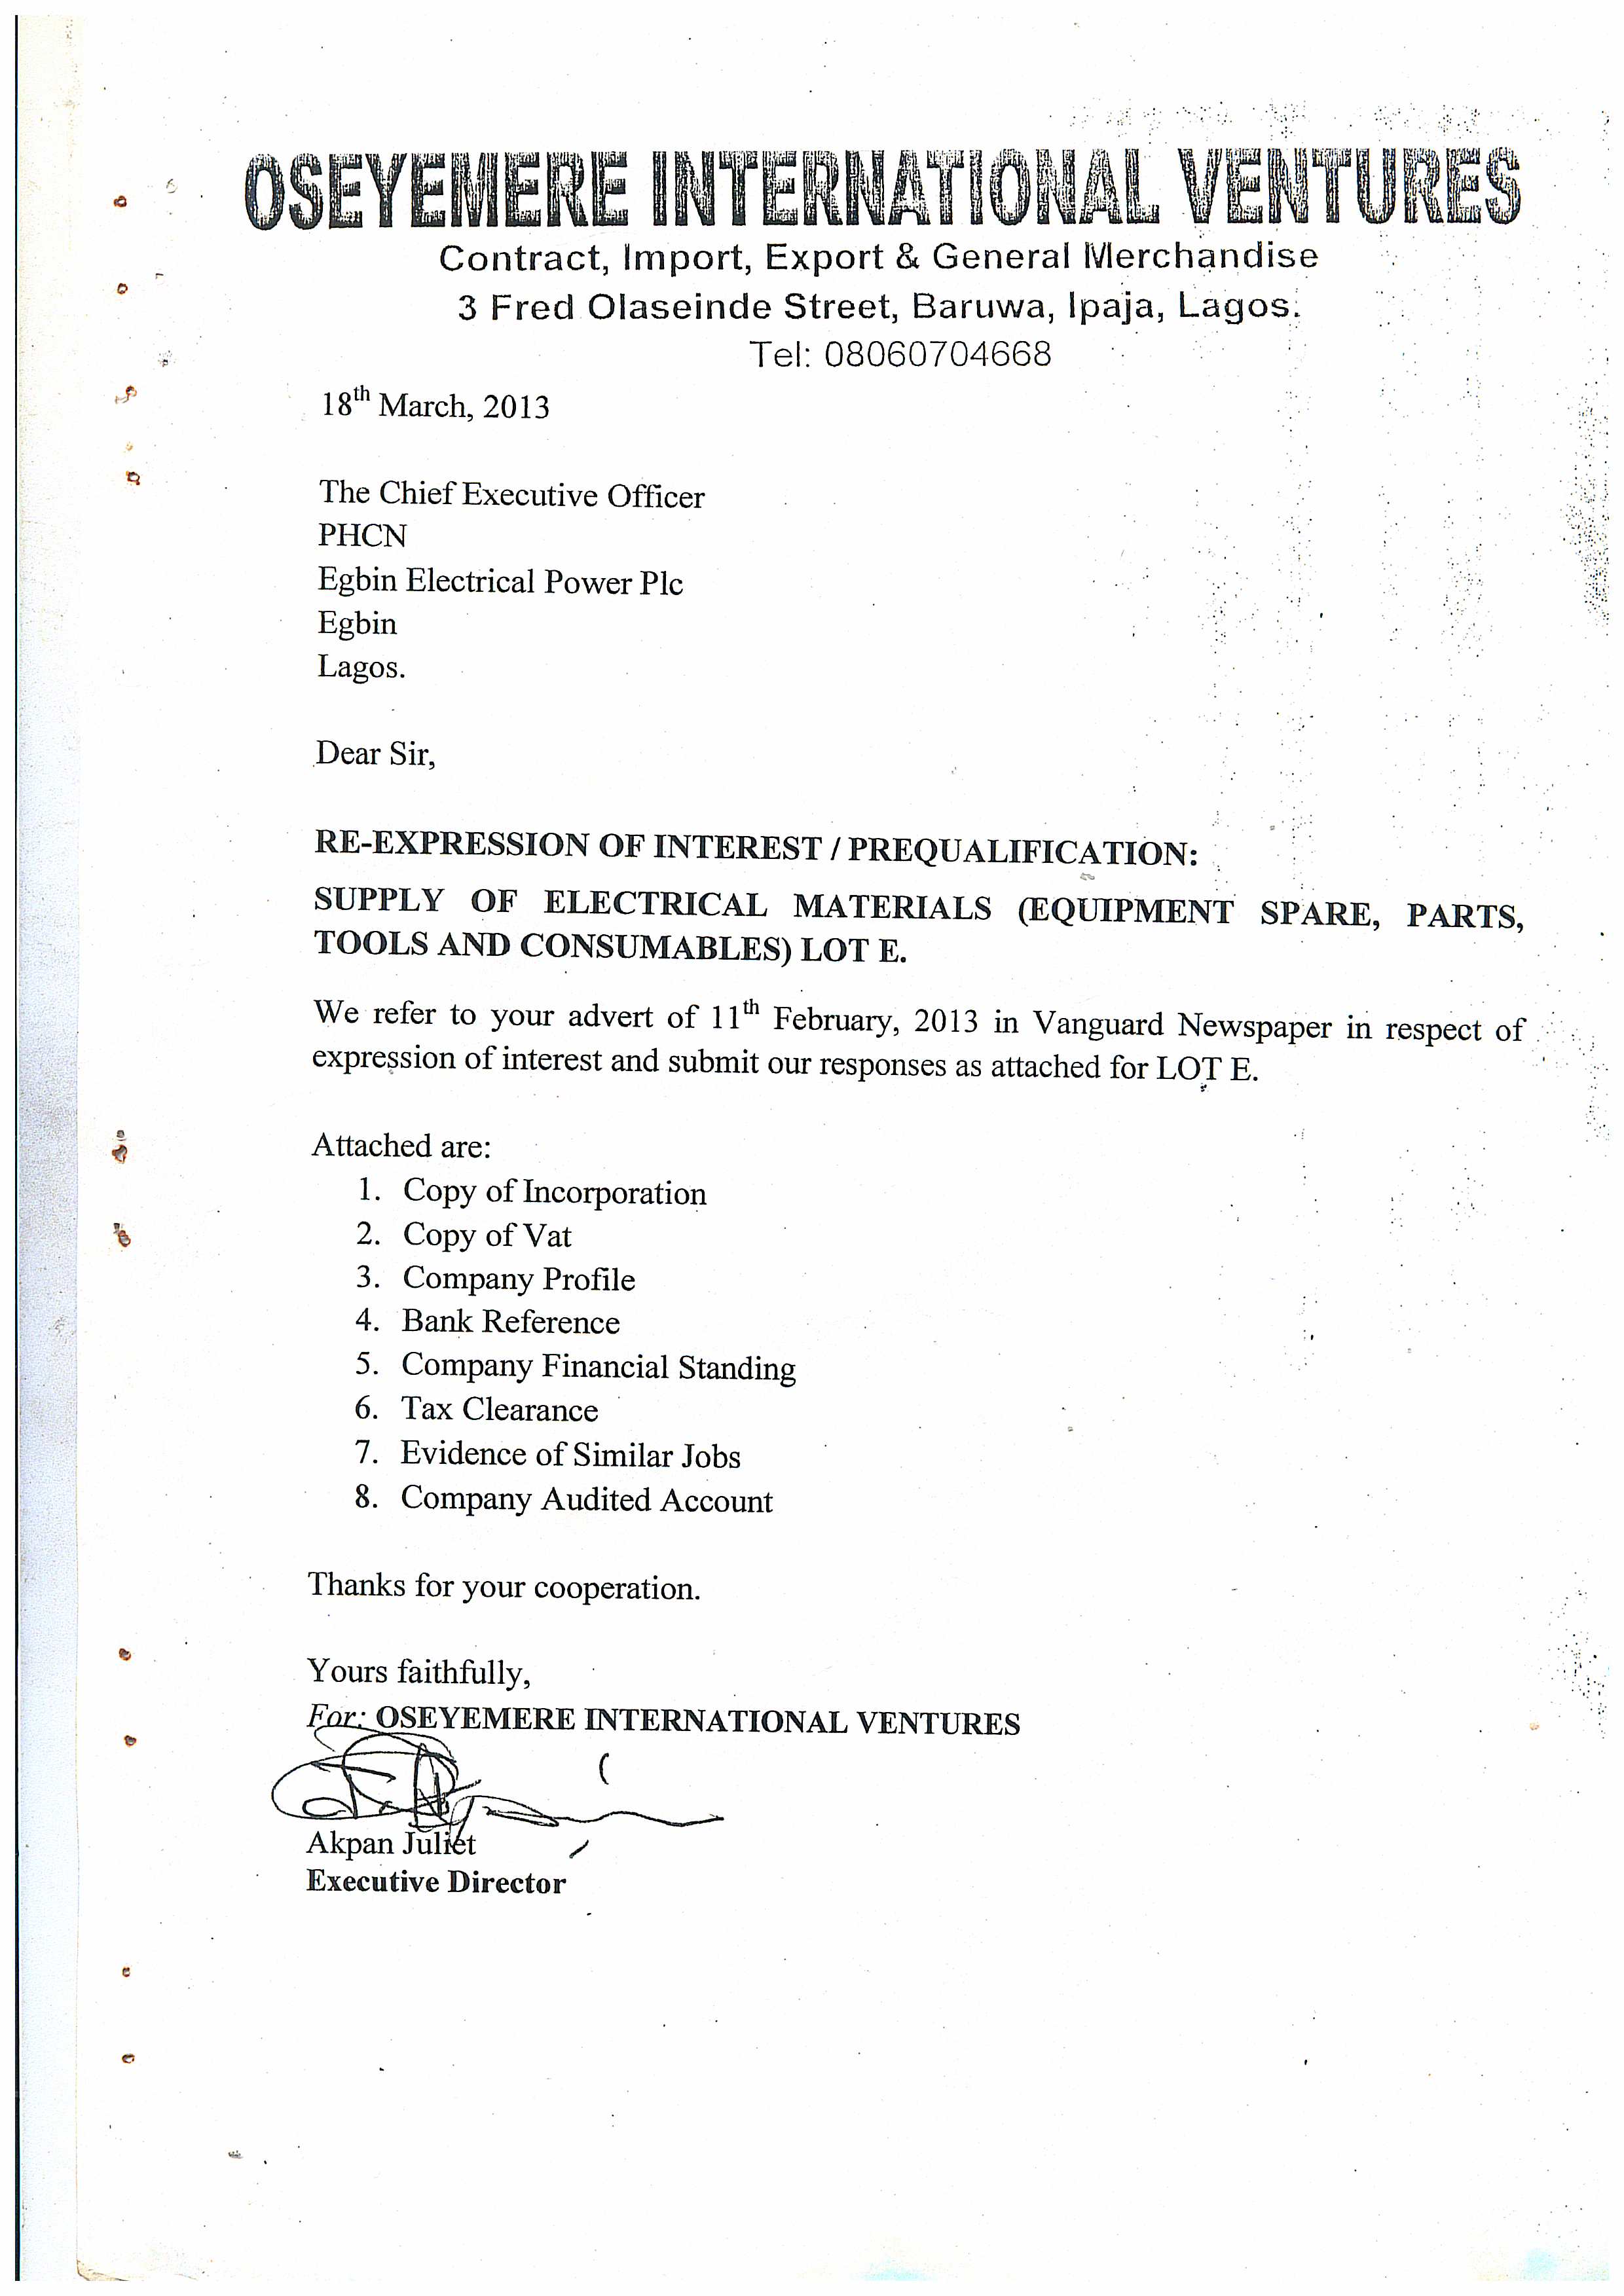 OSEYEMERE INTERNATIONAL VENTURES
Contract, Import, Export & General Merchandise
3 Fred Olaseinde Street, Baruwa, Ipaja, Lagos.
Tel: 08060704668
18th March, 2013
The Chief Executive Officer
PHCN
Egbin Electrical Power Plc
Egbin
Lagos.
Dear Sir,
RE-EXPRESSION OF INTEREST / PREQUALIFICATION:
SUPPLY OF ELECTRICAL MATERIALS (EQUIPMENT SPARE, PARTS,
TOOLS AND CONSUMABLES) LOT E.
We refer to your advert of 11th February, 2013 in Vanguard Newspaper in respect of
expression of interest and submit our responses as attached for LOT E.
Attached are:
1. Copy of Incorporation
2. Copy of Vat
3. Company Profile
4. Bank Reference
5. Company Financial Standing
6. Tax Clearance
7. Evidence of Similar Jobs
8. Company Audited Account
Thanks for your cooperation.
Yours faithfully,
For: OSEYEMERE INTERNATIONAL VENTURES
Akpan Juliet
Executive Director